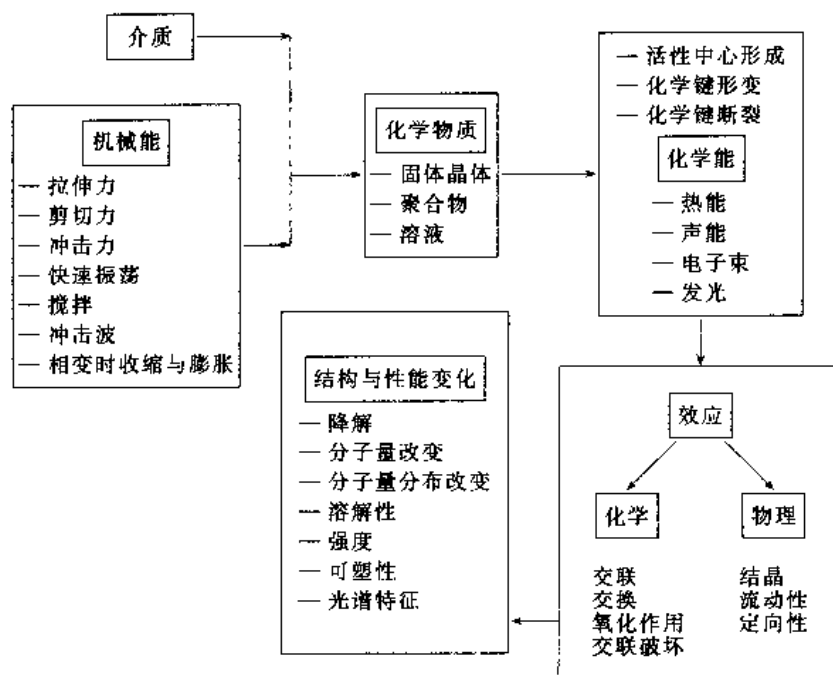 介质
机械能
— 拉伸力
— 剪切力
— 冲击力
— 快速振荡
— 搅拌
— 冲击波
— 相变时收缩与膨胀
化学物质
— 固体晶体
— 聚合物
— 溶液
— 活性中心形成
— 化学键形变
— 化学键断裂
化学能
— 热能
— 声能
— 电子束
— 发光
效应
化学
物理
交联
交换
氧化作用
交联破坏
结晶
流动性
定向性
结构与性能变化
— 降解
— 分子量改变
— 分子量分布改变
— 溶解性
— 强度
— 可塑性
— 光谱特征